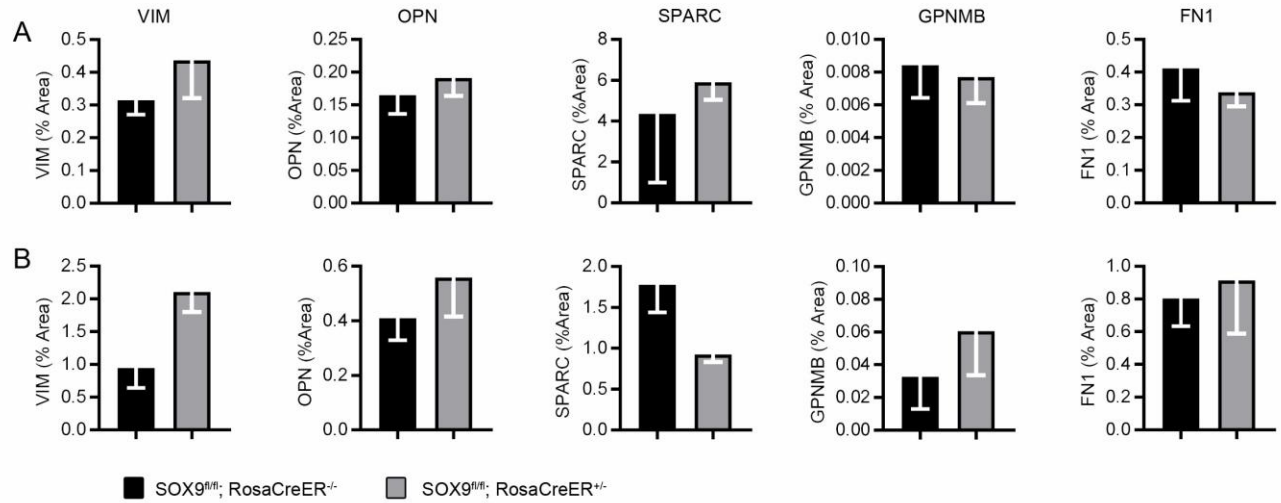 A
VIM
VIM (% Area)
0.5
0.4
0.3
0.2
0.1
0.0
OPN
OPN (%Area)
0.25
0.20
0.15
0.10
0.05
0.00
SPARC
SPARC (%Area)
8
6
4
2
0
GPNMB
GPNMB (% Area)
0.010
0.008
0.006
0.004
0.002
0.000
FN1
FN1 (% Area)
0.5
0.4
0.3
0.2
0.1
0.0
B
VIM (% Area)
2.5
2.0
1.5
1.0
0.5
0.0
OPN (%Area)
0.6
0.4
0.2
0.0
SPARC (%Area)
2.0
1.5
1.0
0.5
0.0
GPNMB (% Area)
0.10
0.08
0.06
0.04
0.02
0.00
FN1 (% Area)
1.0
0.8
0.6
0.4
0.2
0.0
SOX9fl/fl; RosaCreER-/-
SOX9fl/fl; RosaCreER+/-